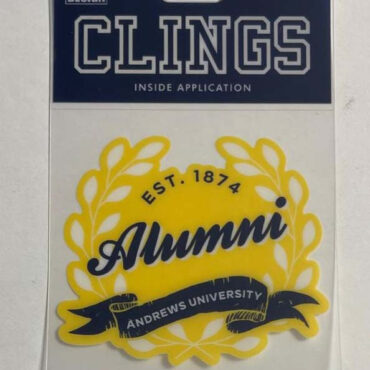 CLINGS
INSIDE APPLICATION
EST. 1874
Alumni
ANDREWS UNIVERSITY